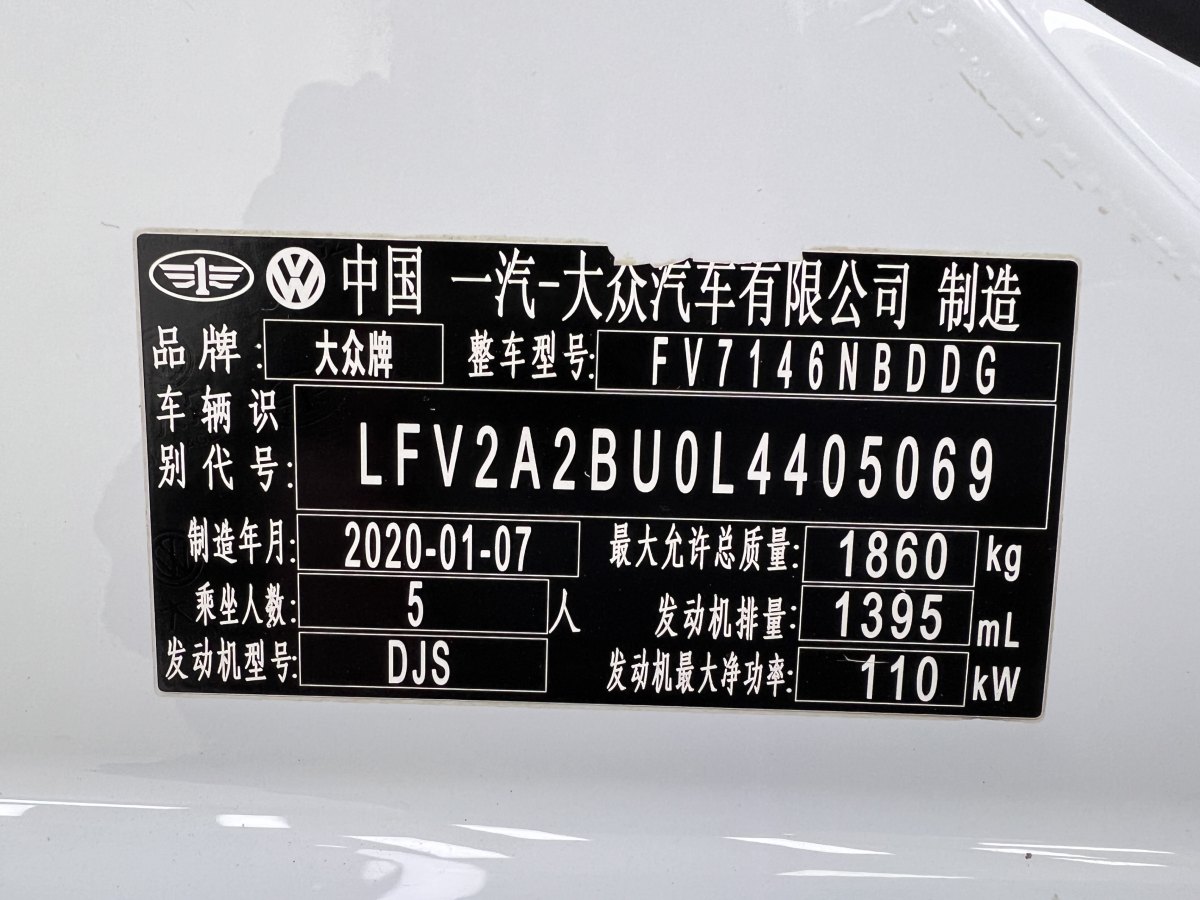 中国 一汽-大众汽车有限公司 制造
品牌: 大众牌 整车型号: FV7146NBDDG
车辆识别代号: LFV2A2BU0L4405069
制造年月: 2020-01-07 最大允许总质量: 1860 kg
乘坐人数: 5 人 发动机排量: 1395 mL
发动机型号: DJS 发动机最大净功率: 110 kW